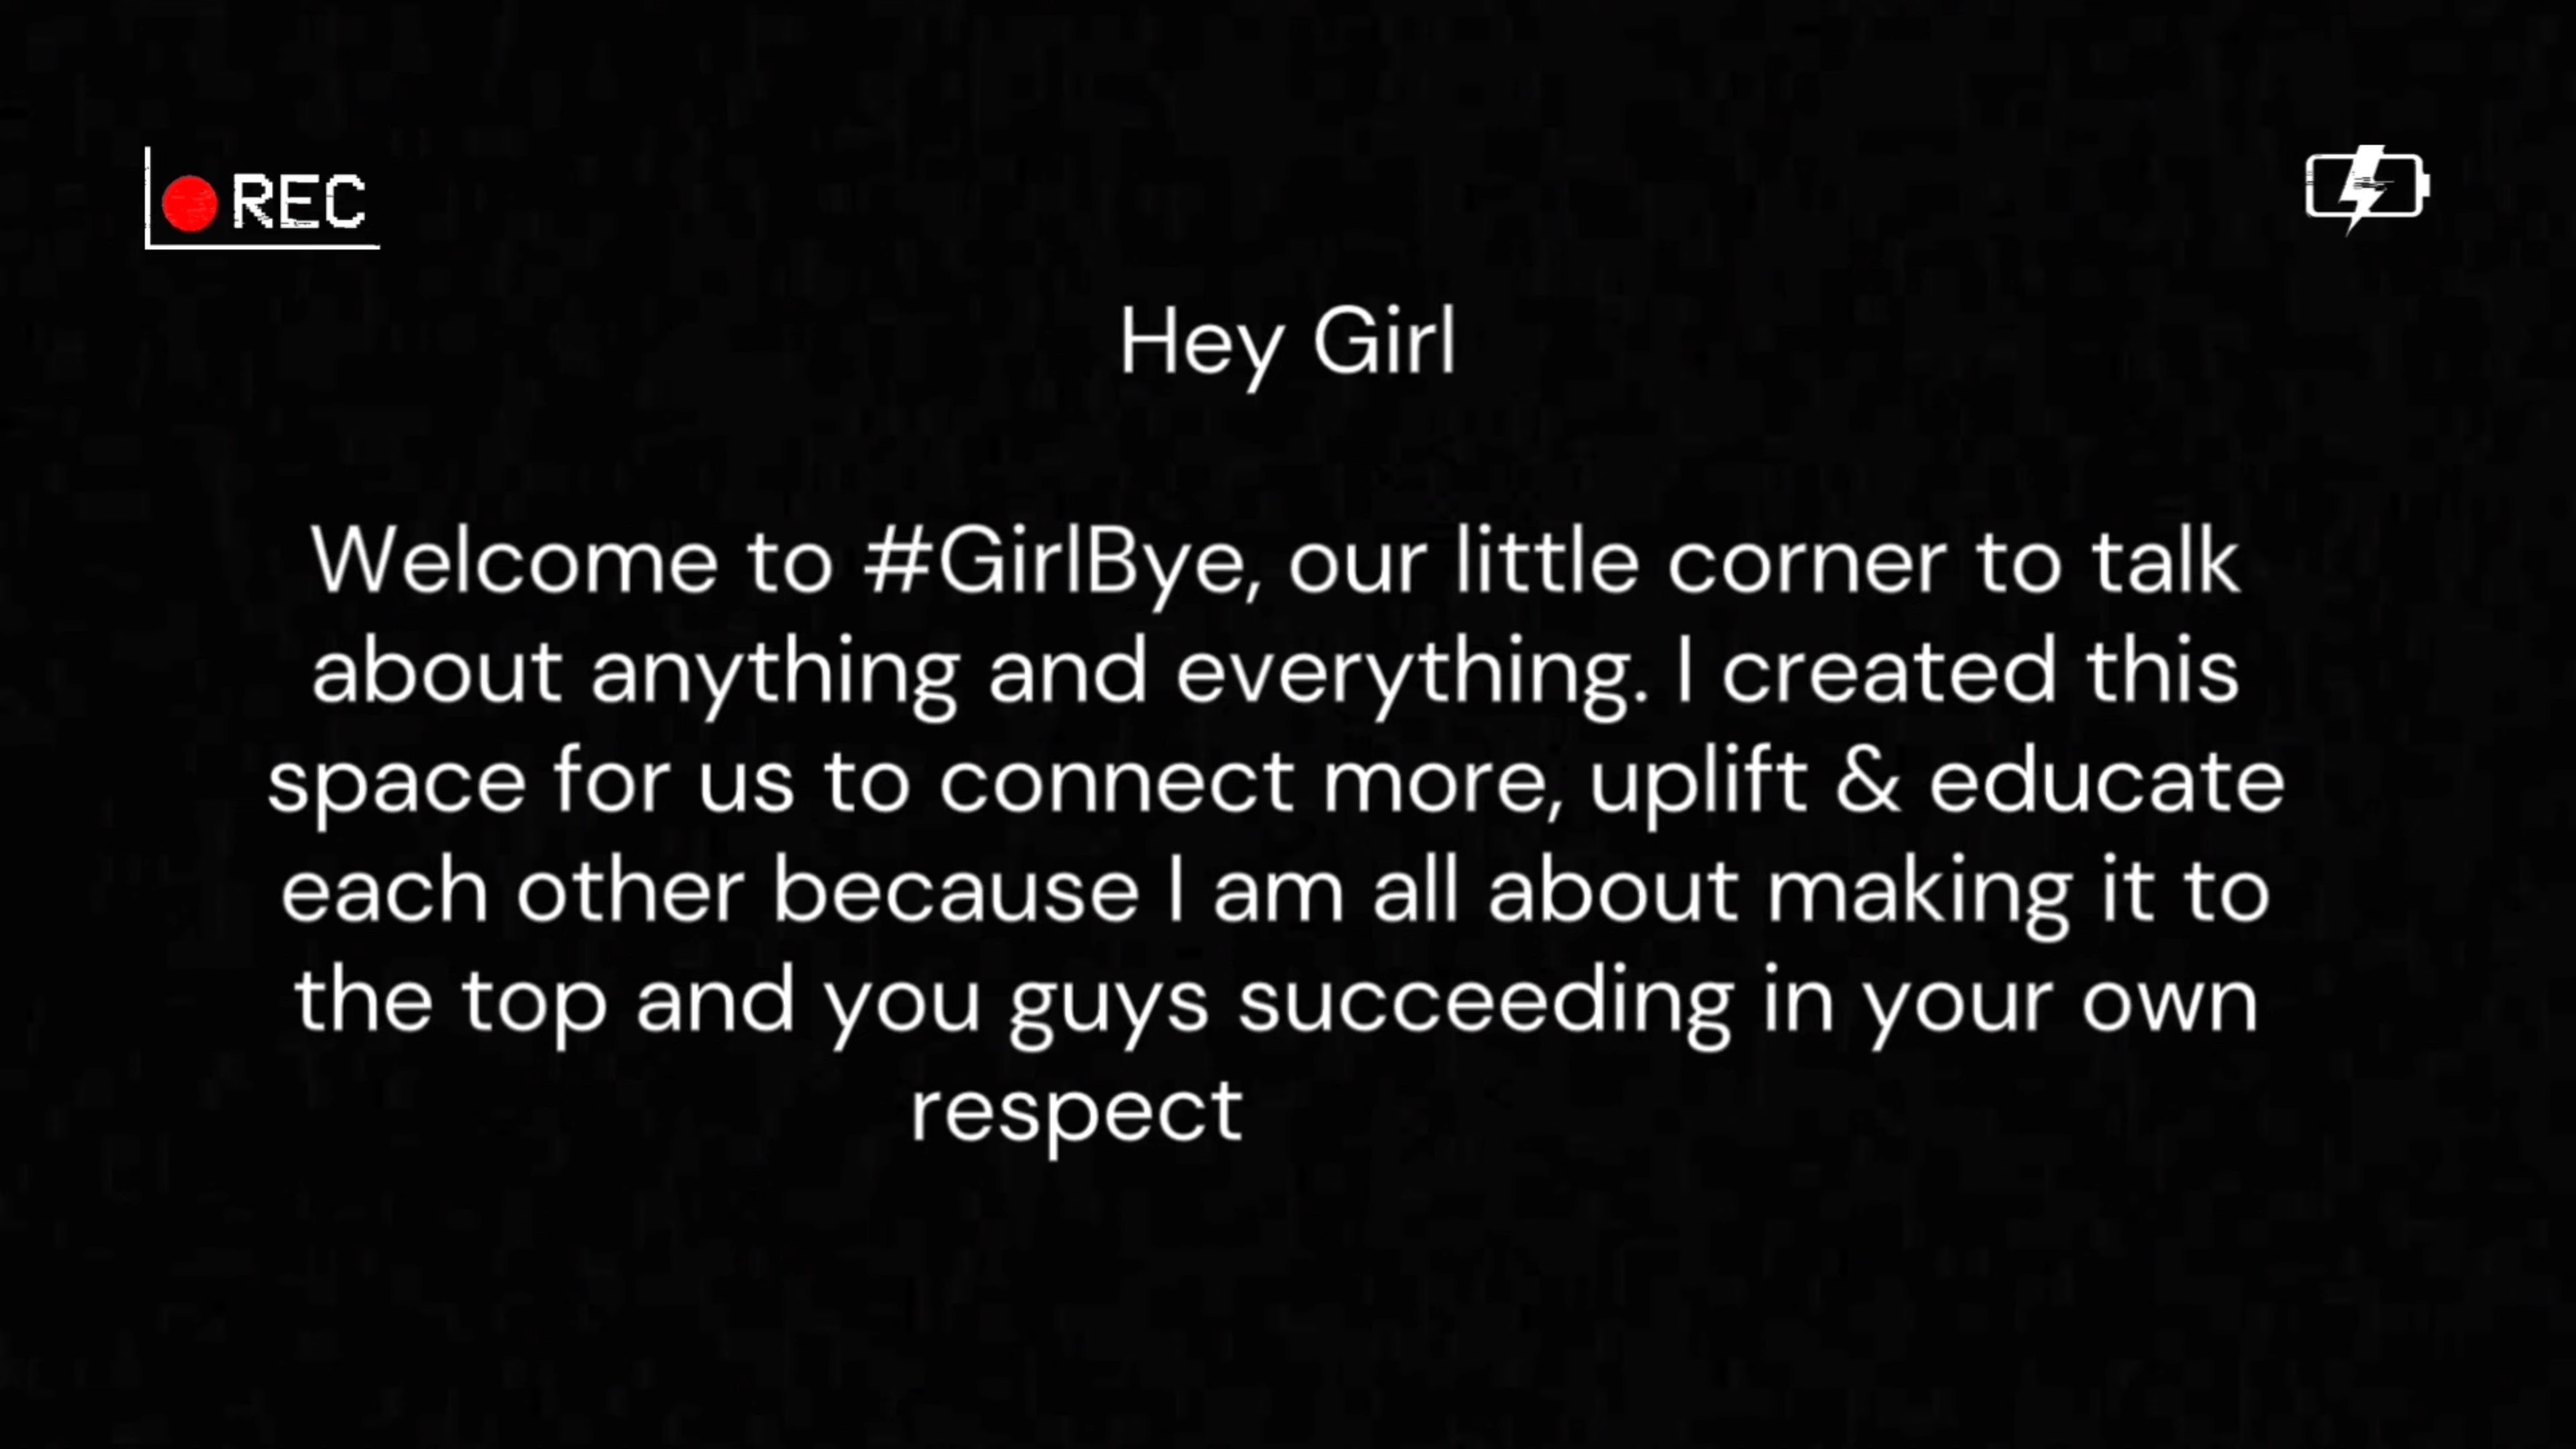 REC
Hey Girl
Welcome to #GirlBye, our little corner to talk
about anything and everything. I created this
space for us to connect more, uplift & educate
each other because I am all about making it to
the top and you guys succeeding in your own
respect